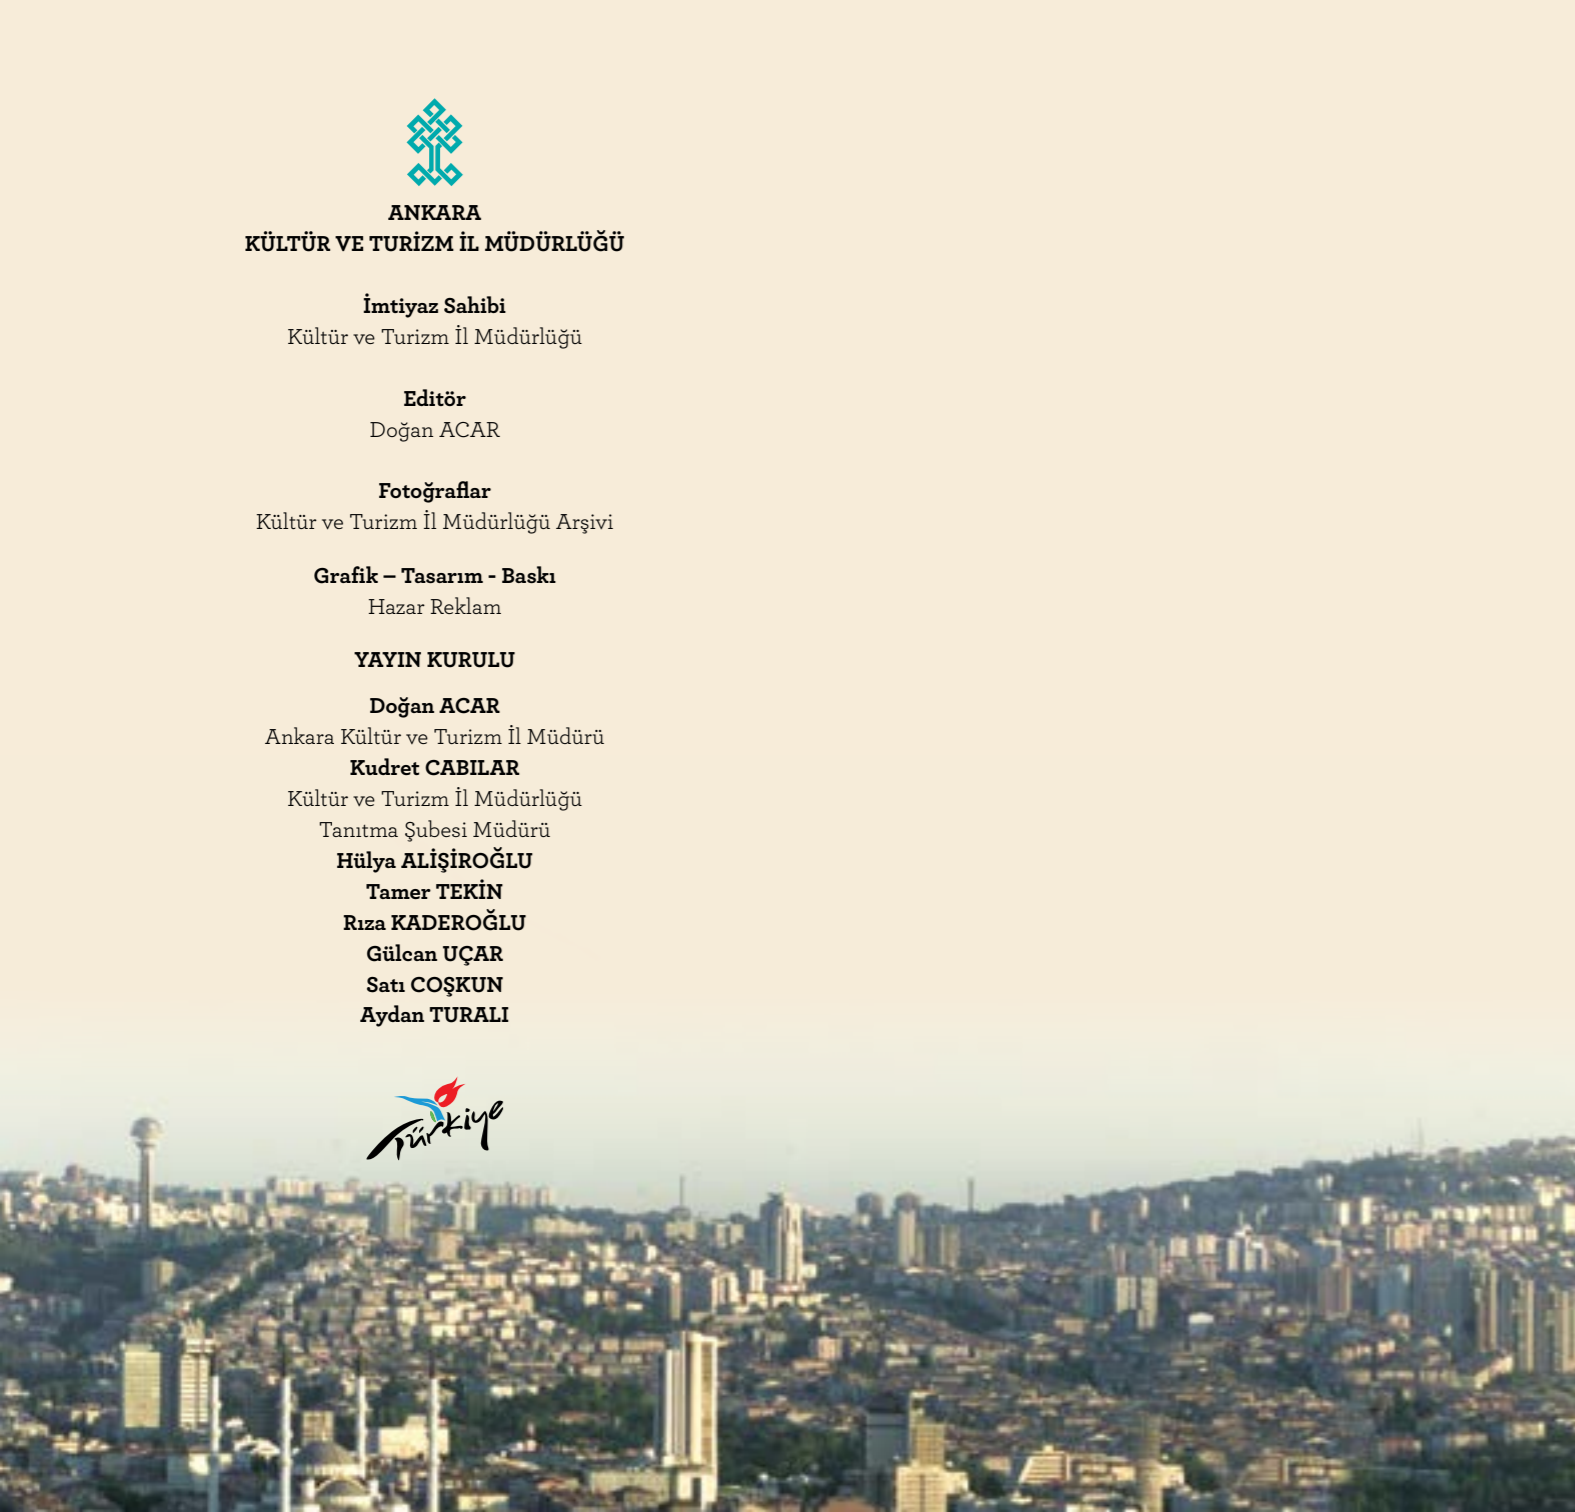 ANKARA
KÜLTÜR VE TURİZM İL MÜDÜRLÜĞÜ
İmtiyaz Sahibi
Kültür ve Turizm İl Müdürlüğü
Editör
Doğan ACAR
Fotoğraflar
Kültür ve Turizm İl Müdürlüğü Arşivi
Grafik – Tasarım - Baskı
Hazar Reklam
YAYIN KURULU
Doğan ACAR
Ankara Kültür ve Turizm İl Müdürü
Kudret CABILAR
Kültür ve Turizm İl Müdürlüğü
Tanıtma Şubesi Müdürü
Hülya ALİŞİROĞLU
Tamer TEKİN
Rıza KADEROĞLU
Gülcan UÇAR
Satı COŞKUN
Aydan TURALI
Türkiye